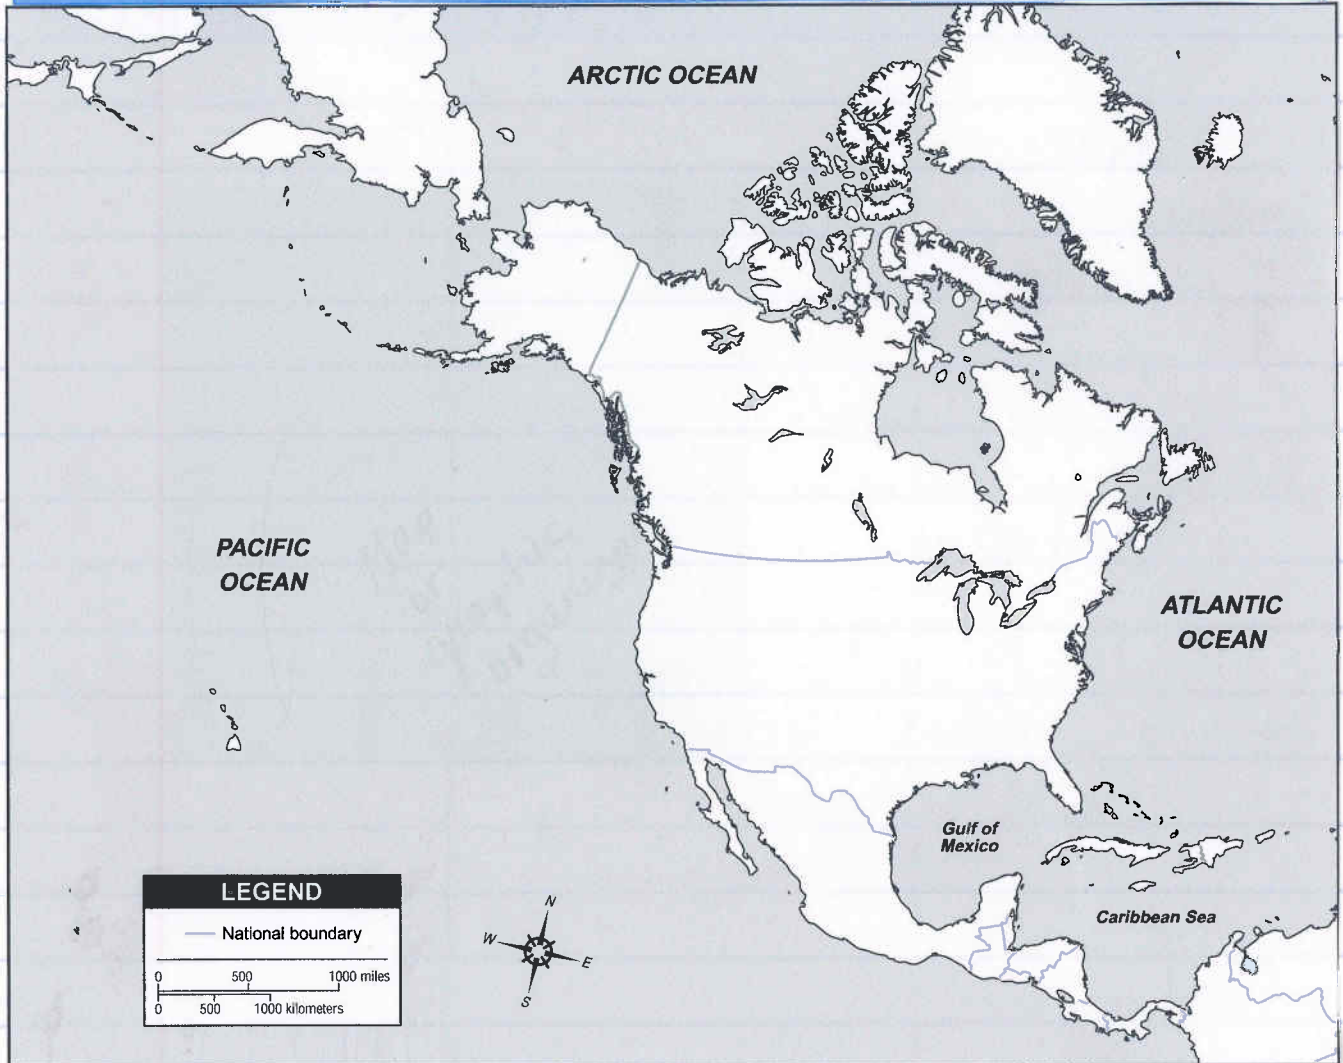 ARCTIC OCEAN
PACIFIC
OCEAN
ATLANTIC
OCEAN
Gulf of
Mexico
Caribbean Sea
LEGEND
National boundary
0 500 1000 miles
0 500 1000 kilometers
N
W
E
S